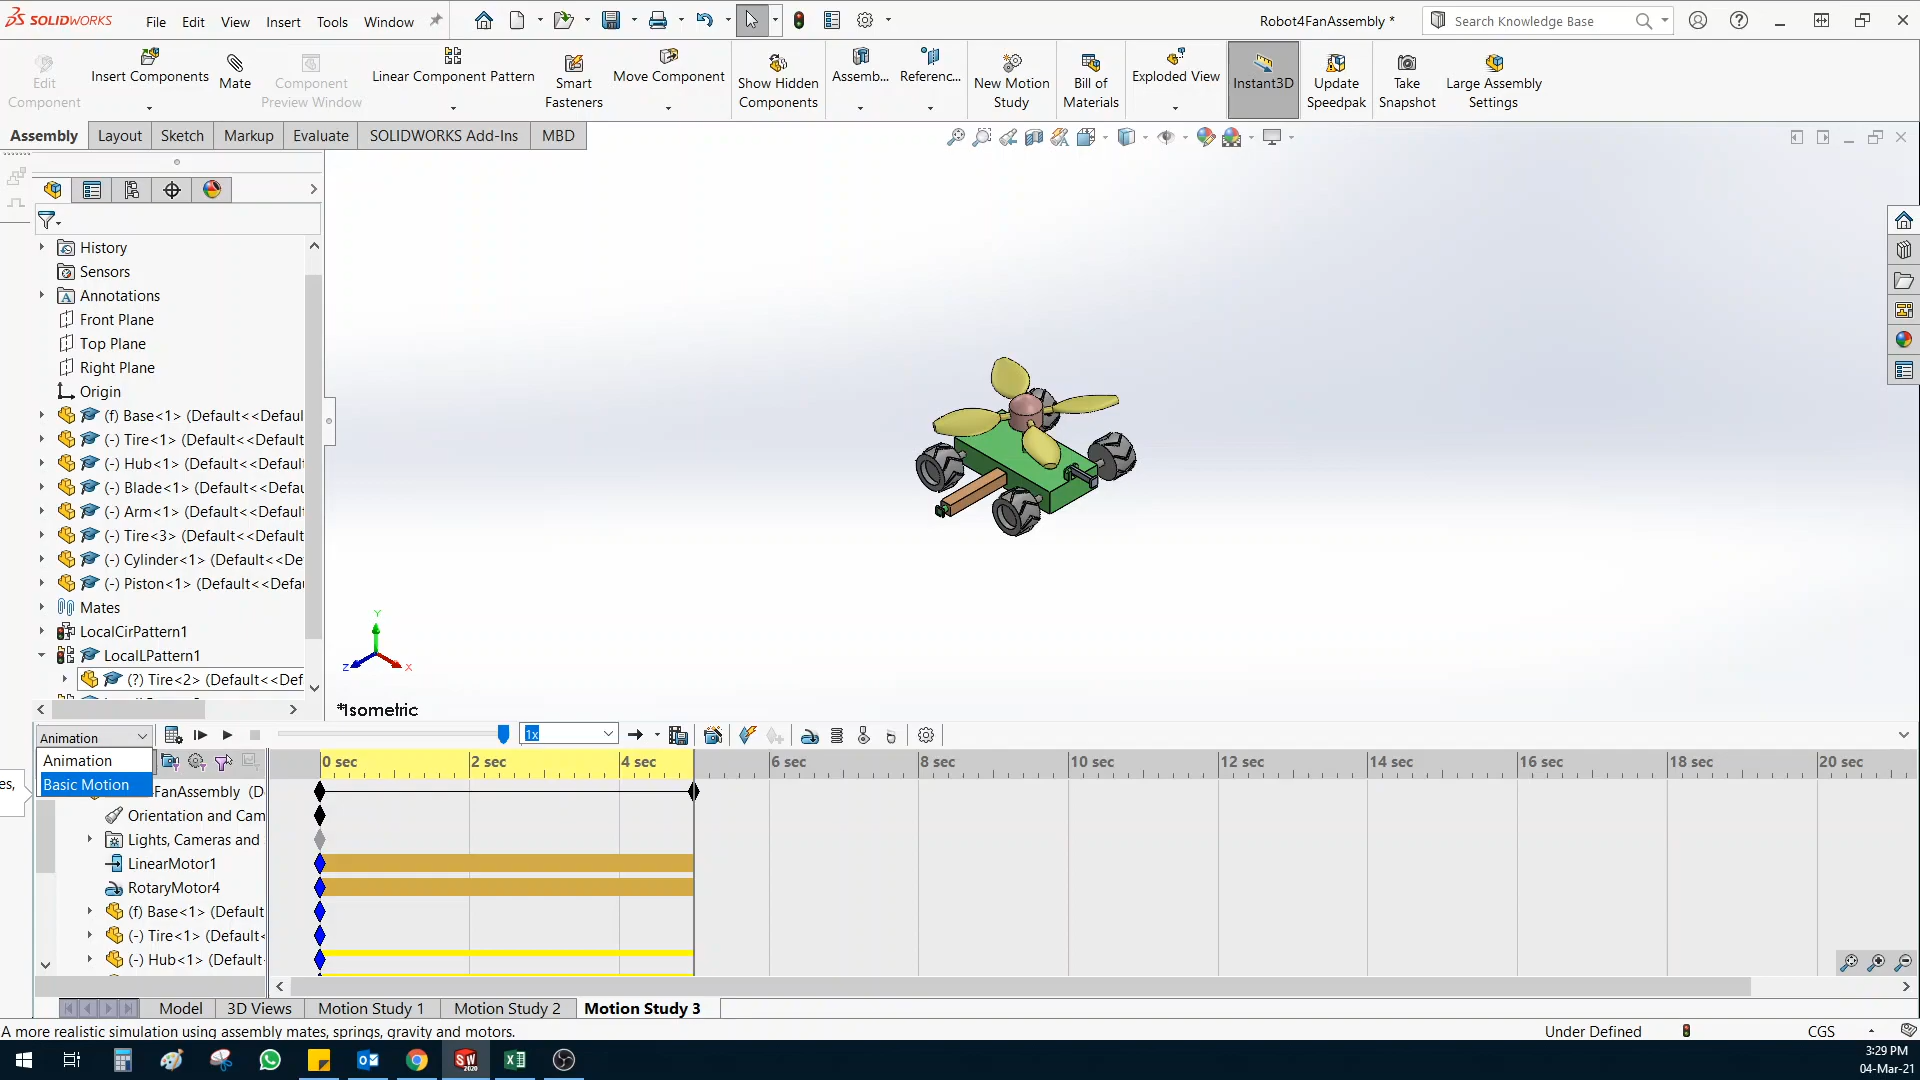 SOLIDWORKS File Edit View Insert Tools Window Robot4FanAssembly * Search Knowledge Base
Edit Component
Insert Components
Mate
Component Preview Window
Linear Component Pattern
Smart Fasteners
Move Component
Show Hidden Components
Assemb...
Referenc...
New Motion Study
Bill of Materials
Exploded View
Instant3D
Update Speedpak
Take Snapshot
Large Assembly Settings
Assembly Layout Sketch Markup Evaluate SOLIDWORKS Add-Ins MBD
History
Sensors
Annotations
Front Plane
Top Plane
Right Plane
Origin
(f) Base<1> (Default<<Defaul
(-) Tire<1> (Default<<Default
(-) Hub<1> (Default<<Default
(-) Blade<1> (Default<<Defau
(-) Arm<1> (Default<<Default
(-) Tire<3> (Default<<Default
(-) Cylinder<1> (Default<<De
(-) Piston<1> (Default<<Defau
Mates
LocalCirPattern1
LocalLPattern1
(?) Tire<2> (Default<<Def
Y
Z X
*Isometric
Animation 1x
Animation
Basic Motion
es,
0 sec 2 sec 4 sec 6 sec 8 sec 10 sec 12 sec 14 sec 16 sec 18 sec 20 sec
FanAssembly (D
Orientation and Cam
Lights, Cameras and
LinearMotor1
RotaryMotor4
(f) Base<1> (Default
(-) Tire<1> (Default<
(-) Hub<1> (Default
Model 3D Views Motion Study 1 Motion Study 2 Motion Study 3
A more realistic simulation using assembly mates, springs, gravity and motors. Under Defined CGS
SW 2020
3:29 PM
04-Mar-21